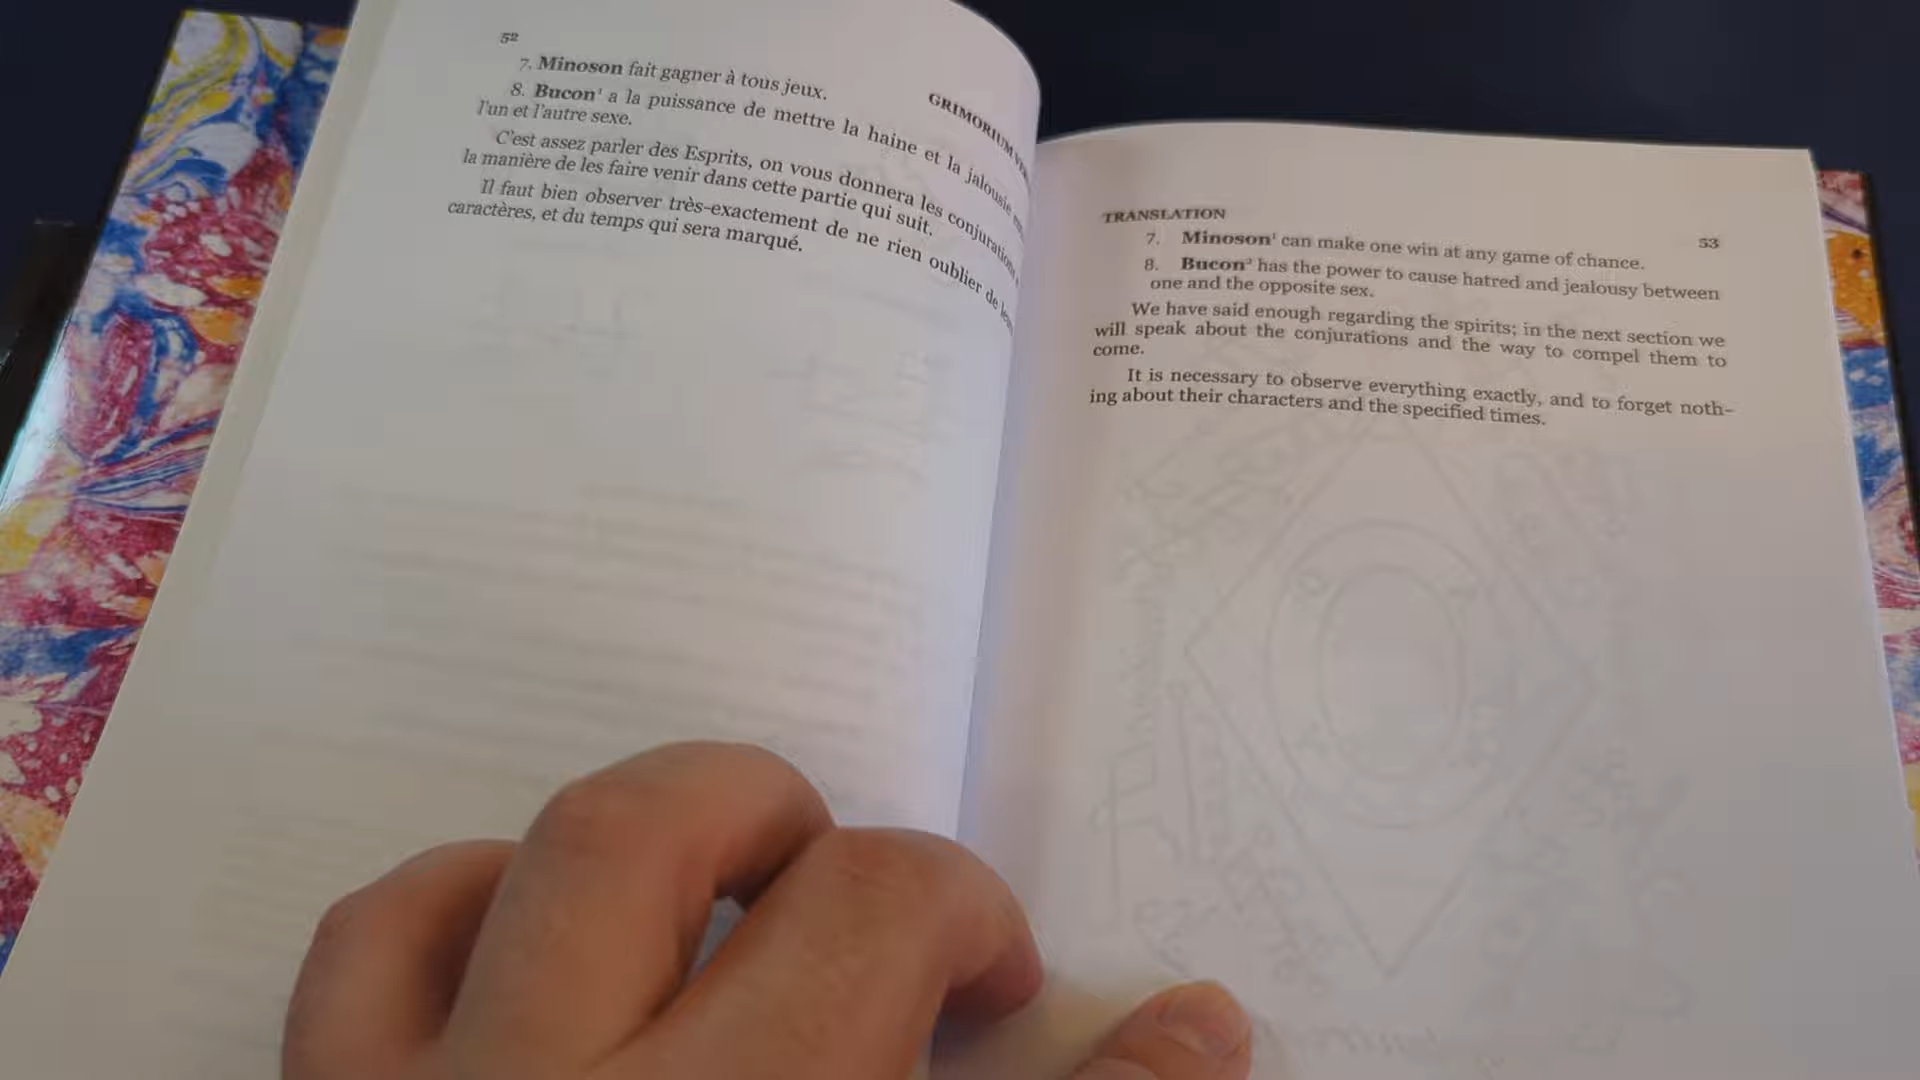 52
GRIMORIUM
7. Minoson fait gagner à tous jeux.
8. Bucon¹ a la puissance de mettre la haine et la jalousie
l'un et l'autre sexe.
C'est assez parler des Esprits, on vous donnera les conjurations
la manière de les faire venir dans cette partie qui suit.
Il faut bien observer très-exactement de ne rien oublier de
caractères, et du temps qui sera marqué.
TRANSLATION
53
7. Minoson¹ can make one win at any game of chance.
8. Bucon² has the power to cause hatred and jealousy between
one and the opposite sex.
We have said enough regarding the spirits; in the next section we
will speak about the conjurations and the way to compel them to
come.
It is necessary to observe everything exactly, and to forget noth-
ing about their characters and the specified times.